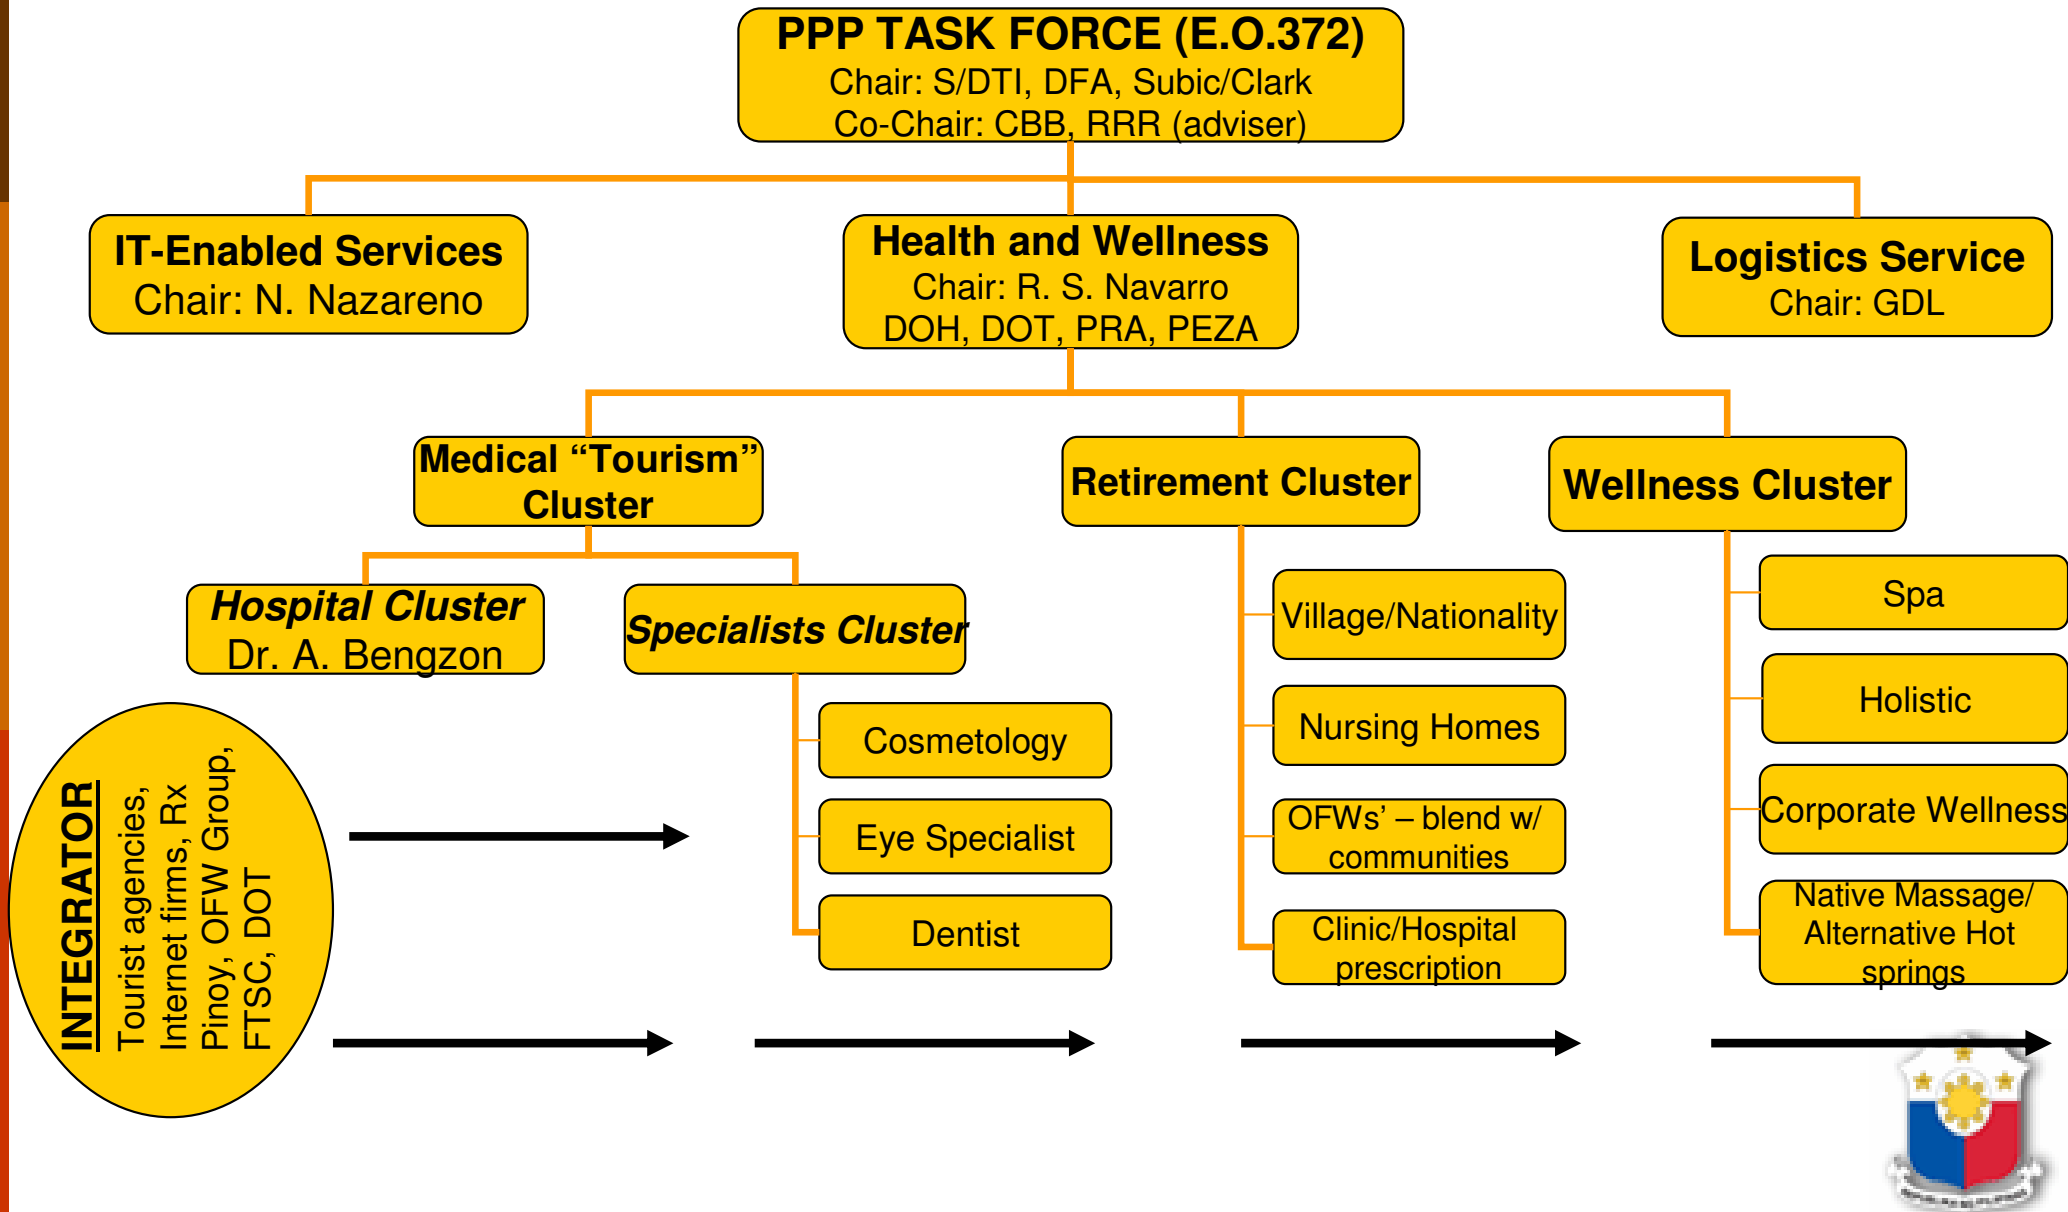 PPP TASK FORCE (E.O.372)
Chair: S/DTI, DFA, Subic/Clark
Co-Chair: CBB, RRR (adviser)
IT-Enabled Services
Chair: N. Nazareno
Health and Wellness
Chair: R. S. Navarro
DOH, DOT, PRA, PEZA
Logistics Service
Chair: GDL
Medical “Tourism”
Cluster
Retirement Cluster
Wellness Cluster
Hospital Cluster
Dr. A. Bengzon
Specialists Cluster
Cosmetology
Eye Specialist
Dentist
Village/Nationality
Nursing Homes
OFWs’ – blend w/
communities
Clinic/Hospital
prescription
Spa
Holistic
Corporate Wellness
Native Massage/
Alternative Hot
springs
INTEGRATOR
Tourist agencies,
Internet firms, Rx
Pinoy, OFW Group,
FTSC, DOT